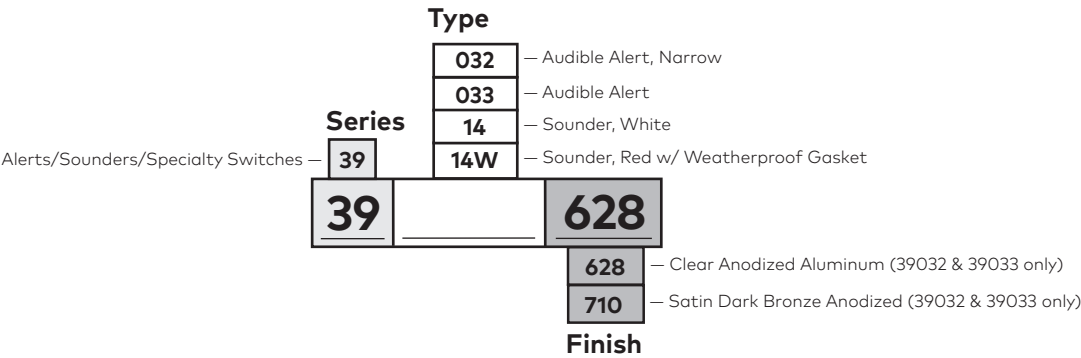 Type
032 — Audible Alert, Narrow
033 — Audible Alert
Series
14 — Sounder, White
Alerts/Sounders/Specialty Switches — 39
14W — Sounder, Red w/ Weatherproof Gasket
39 628
628 — Clear Anodized Aluminum (39032 & 39033 only)
710 — Satin Dark Bronze Anodized (39032 & 39033 only)
Finish